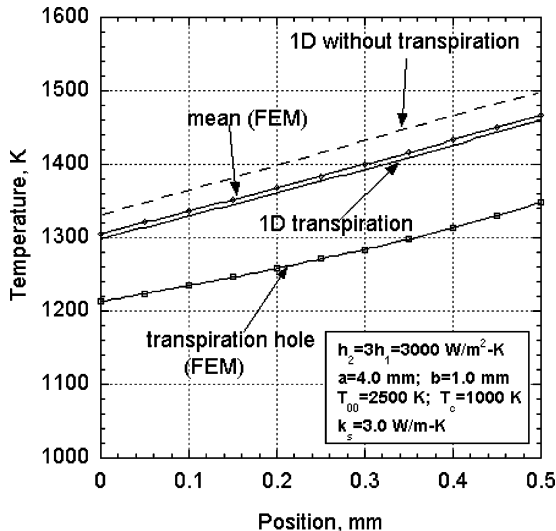 1600
1500
1400
1300
1200
1100
1000
Temperature, K
1D without transpiration
mean (FEM)
1D transpiration
transpiration hole
(FEM)
h₂=3h₁=3000 W/m²-K
a=4.0 mm; b=1.0 mm
T₀₀=2500 K; T_c=1000 K
k_s=3.0 W/m-K
0 0.1 0.2 0.3 0.4 0.5
Position, mm